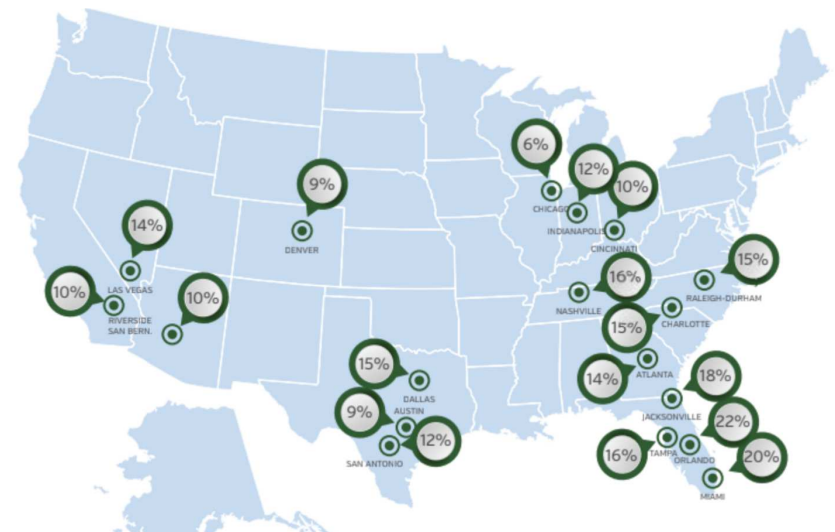 6%
12%
10%
CHICAGO
INDIANAPOLIS
CINCINNATI
9%
DENVER
14%
LAS VEGAS
10%
RIVERSIDE
SAN BERN.
10%
15%
RALEIGH-DURHAM
16%
NASHVILLE
15%
CHARLOTTE
14%
ATLANTA
15%
DALLAS
9%
AUSTIN
12%
SAN ANTONIO
18%
JACKSONVILLE
22%
ORLANDO
16%
TAMPA
20%
MIAMI